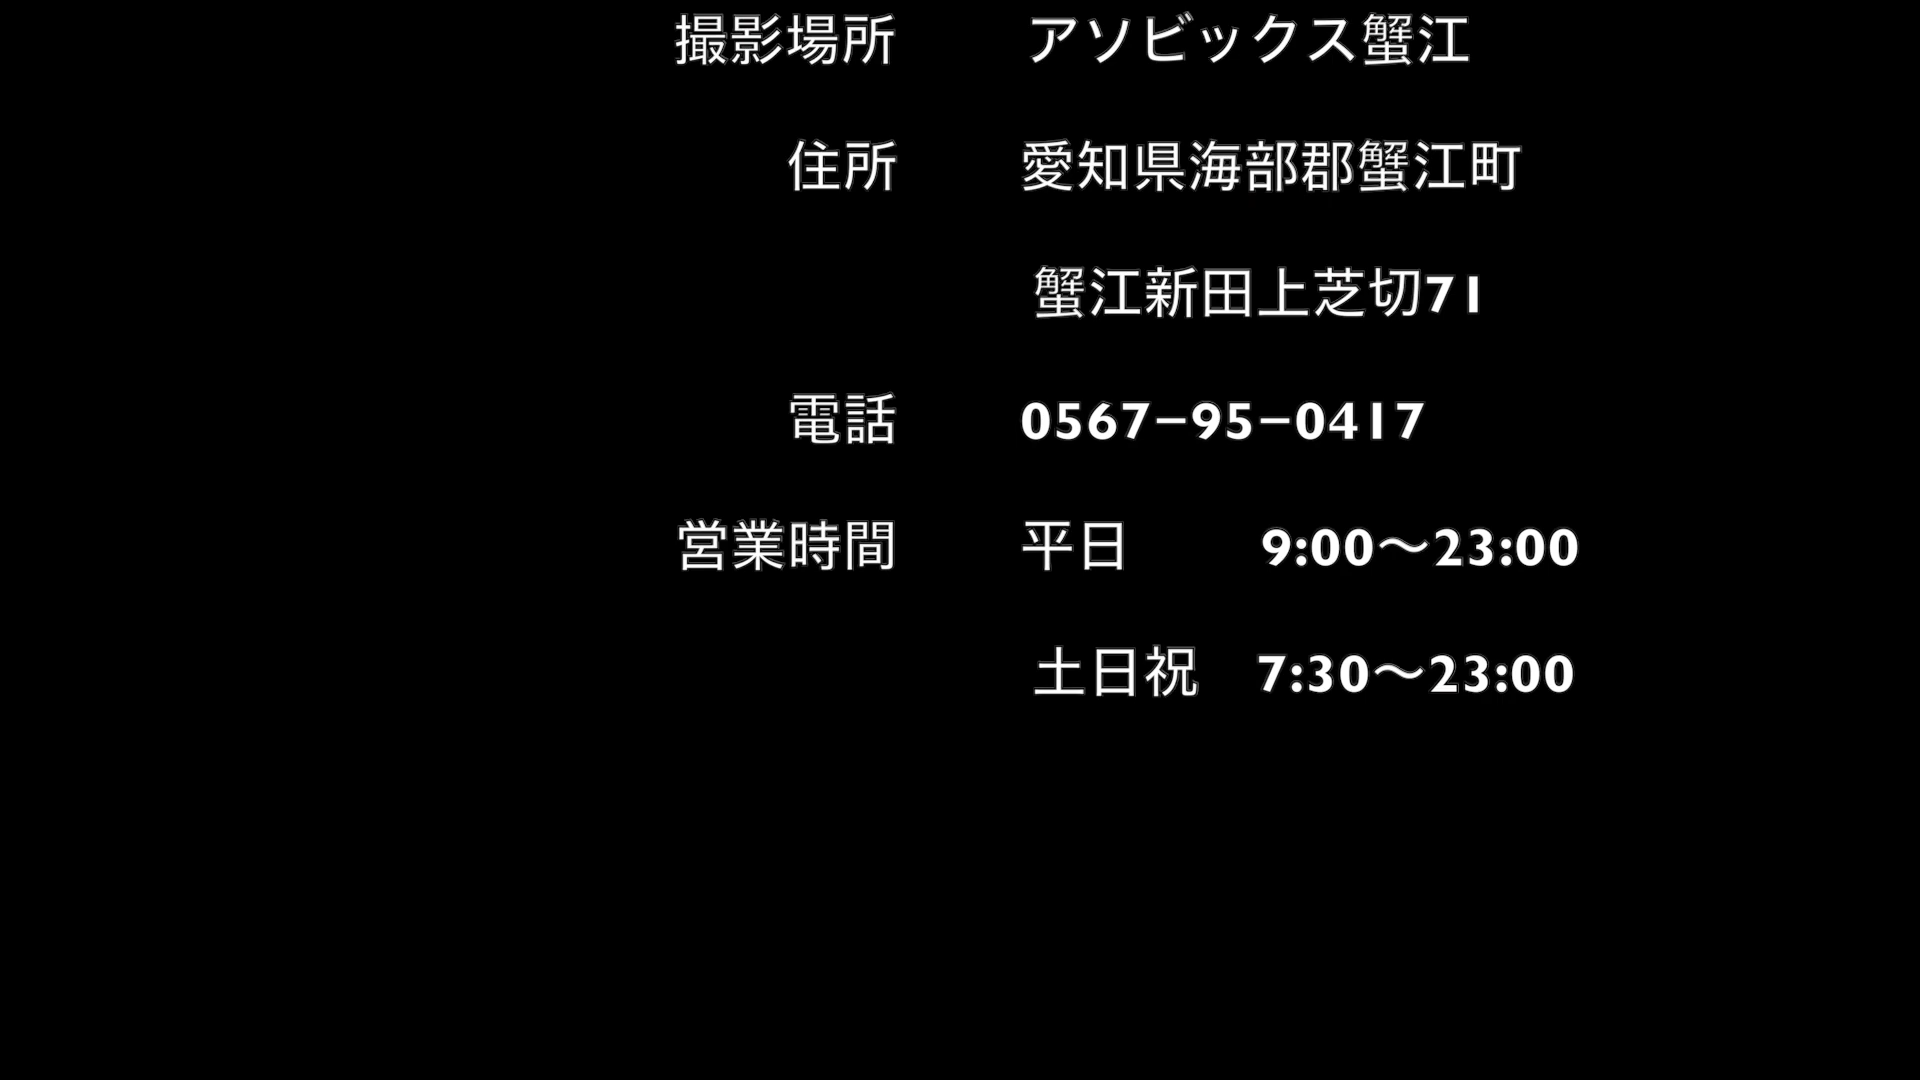 撮影場所　アソビックス蟹江
住所　愛知県海部郡蟹江町
蟹江新田上芝切71
電話　0567−95−0417
営業時間　平日　9:00〜23:00
土日祝　7:30〜23:00